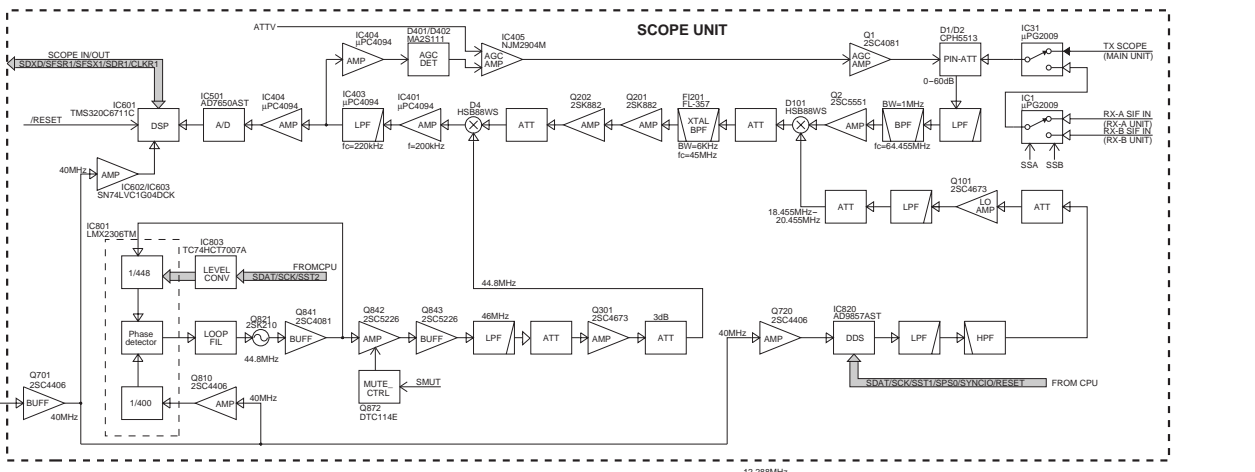 SCOPE UNIT
ATTV
IC404
µPC4094
AMP
D401/D402
MA2S111
AGC
DET
IC405
NJM2904M
AGC
AMP
Q1
2SC4081
AGC
AMP
D1/D2
CPH5513
PIN-ATT
0~60dB
IC31
µPG2009
TX SCOPE
(MAIN UNIT)
SCOPE IN/OUT
SDXD/SFSR1/SFSX1/SDR1/CLKR1
IC601
TMS320C6711C
/RESET
DSP
IC501
AD7650AST
A/D
IC404
µPC4094
AMP
IC403
µPC4094
LPF
fc=220kHz
IC401
µPC4094
AMP
f=200kHz
D4
HSB88WS
ATT
Q202
2SK882
AMP
Q201
2SK882
AMP
FI201
FL-357
XTAL
BPF
BW=6KHz
fc=45MHz
ATT
D101
HSB88WS
Q2
2SC5551
AMP
BW=1MHz
BPF
fc=64.455MHz
LPF
IC1
µPG2009
RX-A SIF IN
(RX-A UNIT)
RX-B SIF IN
(RX-B UNIT)
SSA
SSB
40MHz
AMP
IC602/IC603
SN74LVC1G04DCK
18.455MHz~
20.455MHz
ATT
LPF
Q101
2SC4673
LO
AMP
ATT
IC801
LMX2306TM
1/448
IC803
TC74HCT7007A
LEVEL
CONV
FROMCPU
SDAT/SCK/SST2
44.8MHz
Phase
detector
LOOP
FIL
Q821
2SK210
44.8MHz
Q841
2SC4081
BUFF
Q842
2SC5226
AMP
Q843
2SC5226
BUFF
46MHz
LPF
ATT
Q301
2SC4673
AMP
3dB
ATT
40MHz
Q720
2SC4406
AMP
IC820
AD9857AST
DDS
LPF
HPF
SDAT/SCK/SST1/SPS0/SYNCIO/RESET
FROM CPU
MUTE_
CTRL
SMUT
Q872
DTC114E
Q701
2SC4406
BUFF
40MHz
1/400
Q810
2SC4406
AMP
40MHz
12.288MHz